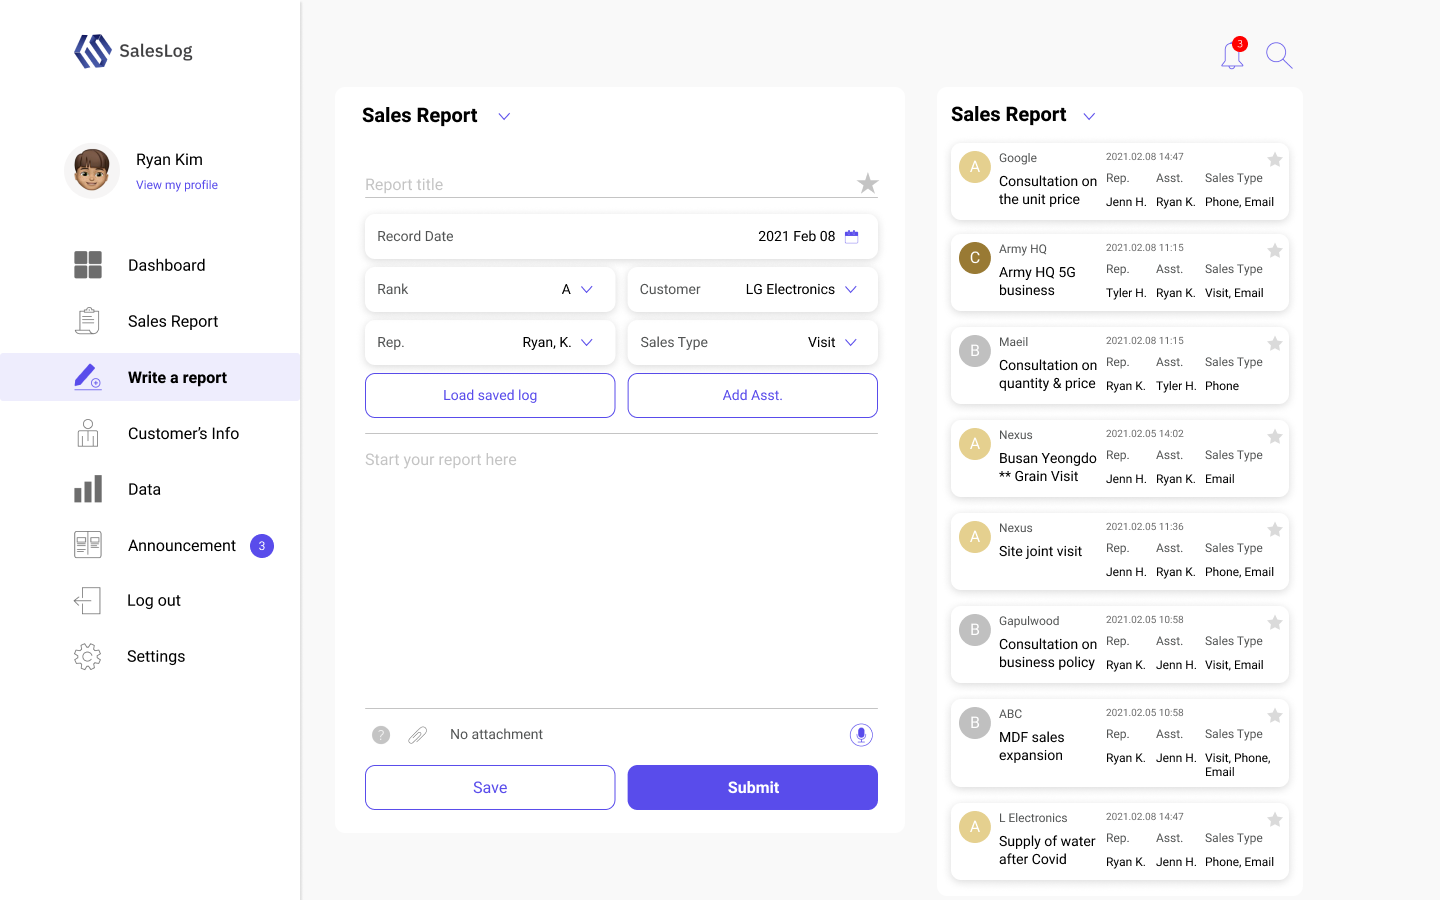 SalesLog
Ryan Kim
View my profile
Dashboard
Sales Report
Write a report
Customer’s Info
Data
Announcement 3
Log out
Settings
3
Sales Report
Report title
Record Date 2021 Feb 08
Rank A Customer LG Electronics
Rep. Ryan, K. Sales Type Visit
Load saved log Add Asst.
Start your report here
? No attachment
Save Submit
Sales Report
A Google 2021.02.08 14:47
Consultation on Rep. Asst. Sales Type
the unit price Jenn H. Ryan K. Phone, Email
C Army HQ 2021.02.08 11:15
Army HQ 5G Rep. Asst. Sales Type
business Tyler H. Ryan K. Visit, Email
B Maeil 2021.02.08 11:15
Consultation on Rep. Asst. Sales Type
quantity & price Ryan K. Tyler H. Phone
A Nexus 2021.02.05 14:02
Busan Yeongdo Rep. Asst. Sales Type
** Grain Visit Jenn H. Ryan K. Email
A Nexus 2021.02.05 11:36
Site joint visit Rep. Asst. Sales Type
Jenn H. Ryan K. Phone, Email
B Gapulwood 2021.02.05 10:58
Consultation on Rep. Asst. Sales Type
business policy Ryan K. Jenn H. Visit, Email
B ABC 2021.02.05 10:58
MDF sales Rep. Asst. Sales Type
expansion Ryan K. Jenn H. Visit, Phone,
Email
A L Electronics 2021.02.08 14:47
Supply of water Rep. Asst. Sales Type
after Covid Ryan K. Jenn H. Phone, Email